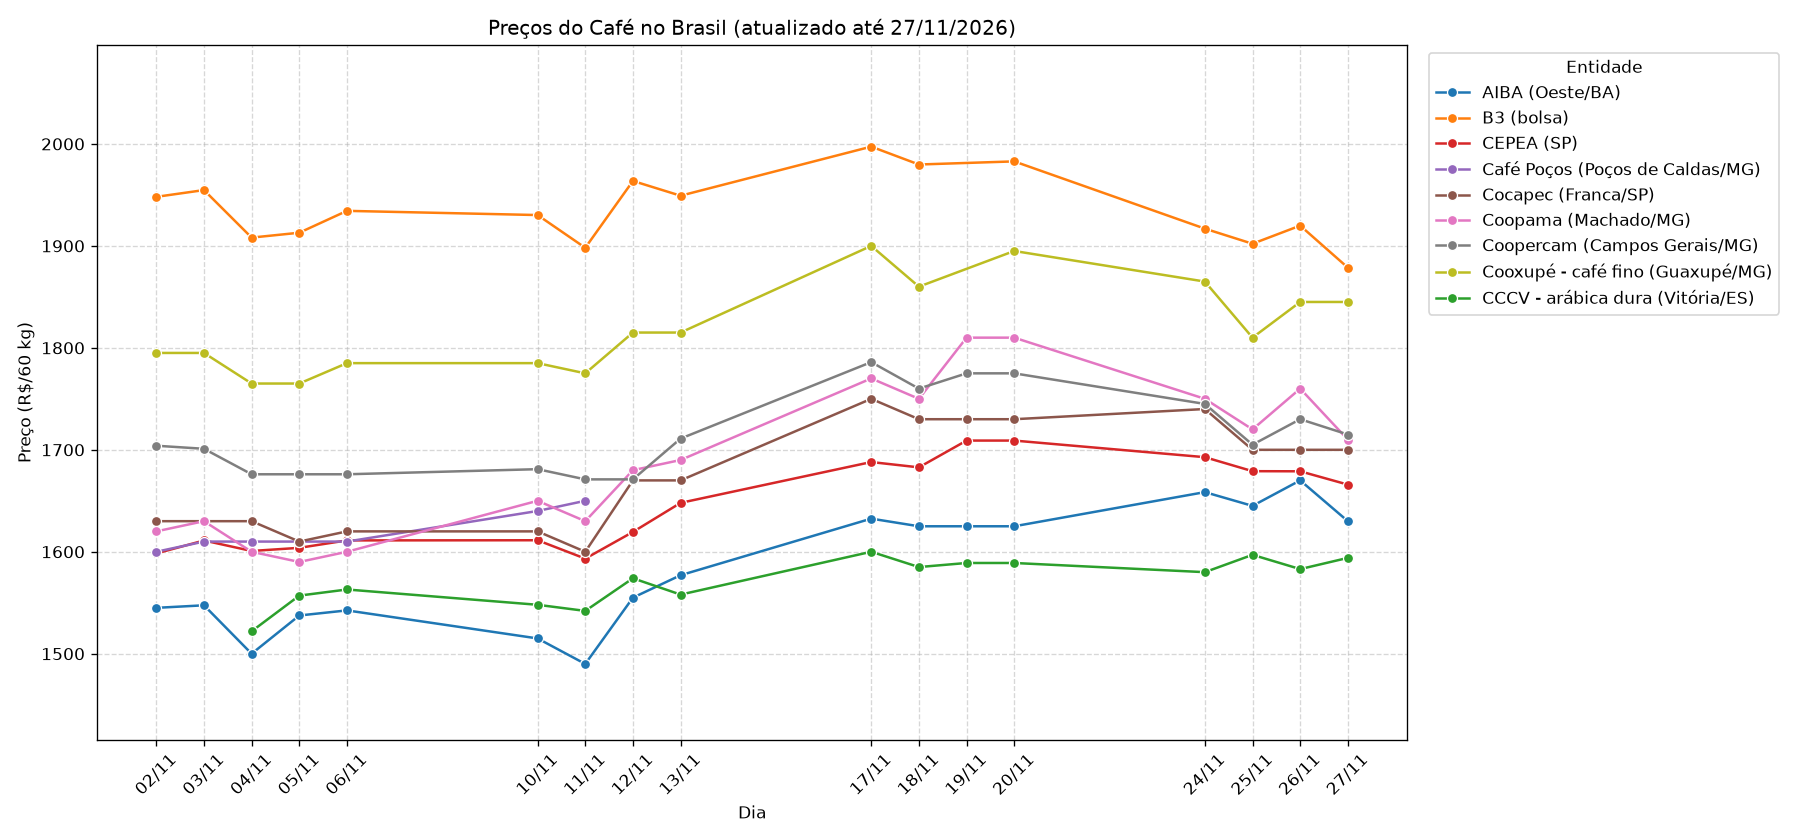 Preços do Café no Brasil (atualizado até 27/11/2026)
Entidade
AIBA (Oeste/BA)
B3 (bolsa)
CEPEA (SP)
Café Poços (Poços de Caldas/MG)
Cocapec (Franca/SP)
Coopama (Machado/MG)
Coopercam (Campos Gerais/MG)
Cooxupé - café fino (Guaxupé/MG)
CCCV - arábica dura (Vitória/ES)
Preço (R$/60 kg)
2000
1900
1800
1700
1600
1500
02/11
03/11
04/11
05/11
06/11
10/11
11/11
12/11
13/11
17/11
18/11
19/11
20/11
24/11
25/11
26/11
27/11
Dia